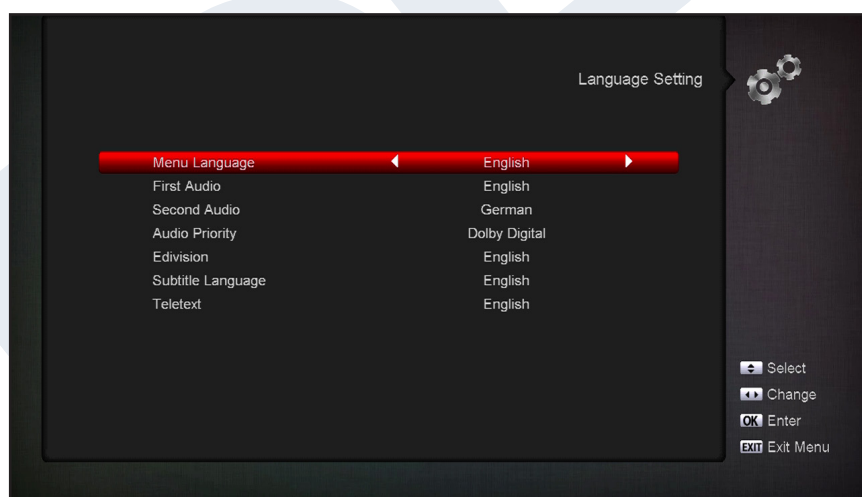 Language Setting
Menu Language English
First Audio English
Second Audio German
Audio Priority Dolby Digital
Edivision English
Subtitle Language English
Teletext English
Select
Change
OK Enter
EXIT Exit Menu